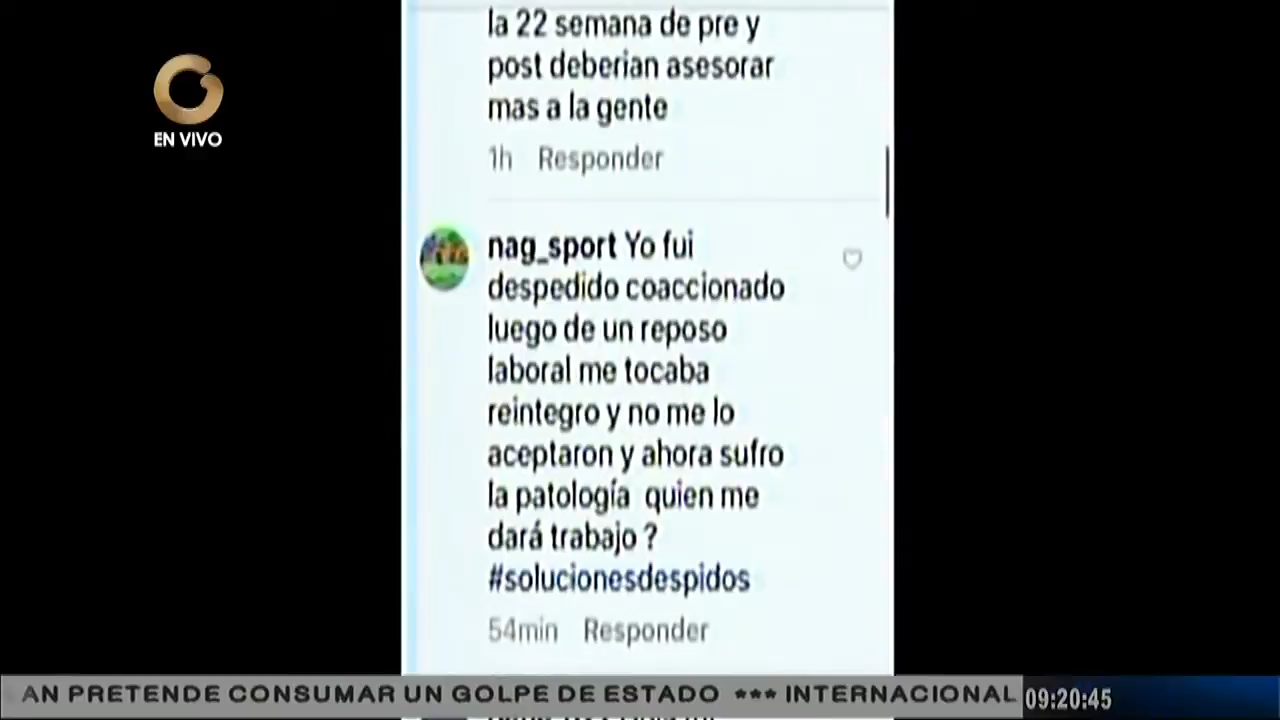 la 22 semana de pre y
post deberian asesorar
mas a la gente
1h Responder
EN VIVO
nag_sport Yo fui
despedido coaccionado
luego de un reposo
laboral me tocaba
reintegro y no me lo
aceptaron y ahora sufro
la patología quien me
dará trabajo ?
#solucionesdespidos
54min Responder
AN PRETENDE CONSUMAR UN GOLPE DE ESTADO *** INTERNACIONAL
09:20:45